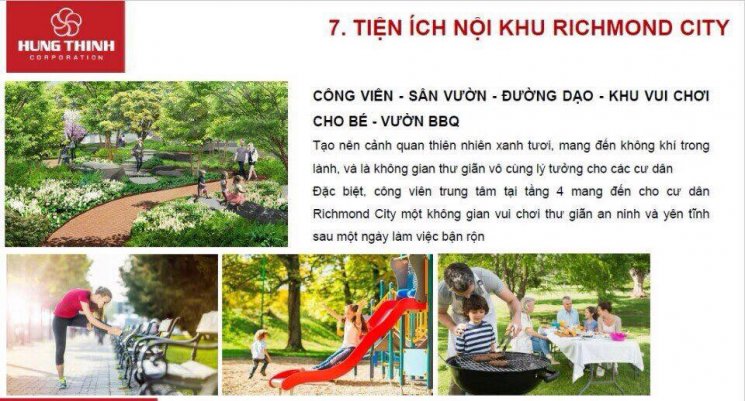 HUNG THINH
CORPORATION
7. TIỆN ÍCH NỘI KHU RICHMOND CITY
CÔNG VIÊN - SÂN VƯỜN - ĐƯỜNG DẠO - KHU VUI CHƠI
CHO BÉ - VƯỜN BBQ
Tạo nên cảnh quan thiên nhiên xanh tươi, mang đến không khí trong
lành, và là không gian thư giãn vô cùng lý tưởng cho các cư dân
Đặc biệt, công viên trung tâm tại tầng 4 mang đến cho cư dân
Richmond City một không gian vui chơi thư giãn an ninh và yên tĩnh
sau một ngày làm việc bận rộn